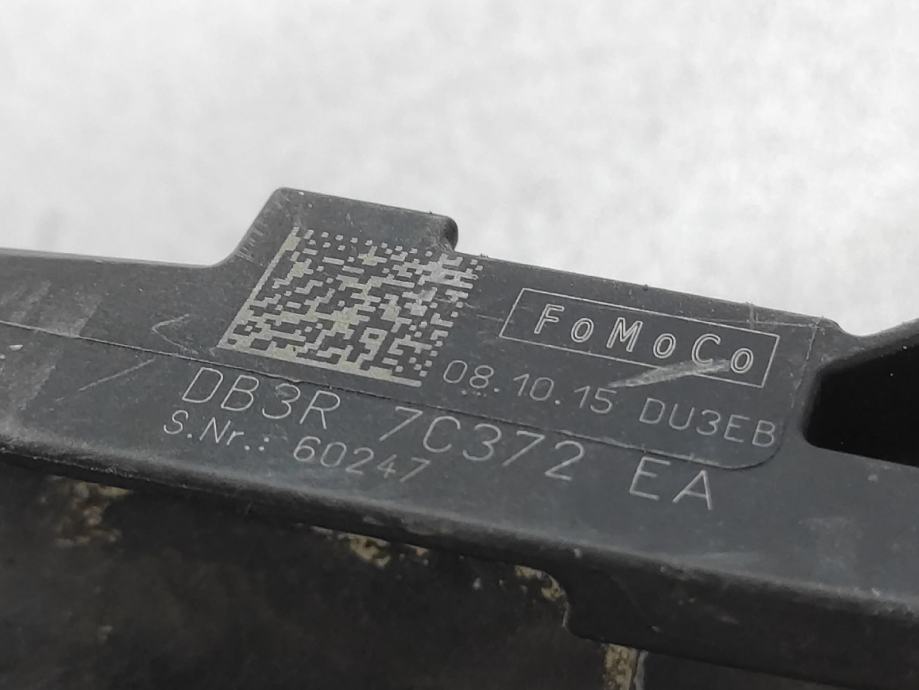 FoMoCo
08.10.15 DU3EB
DB3R 7C372 EA
S.Nr.: 60247